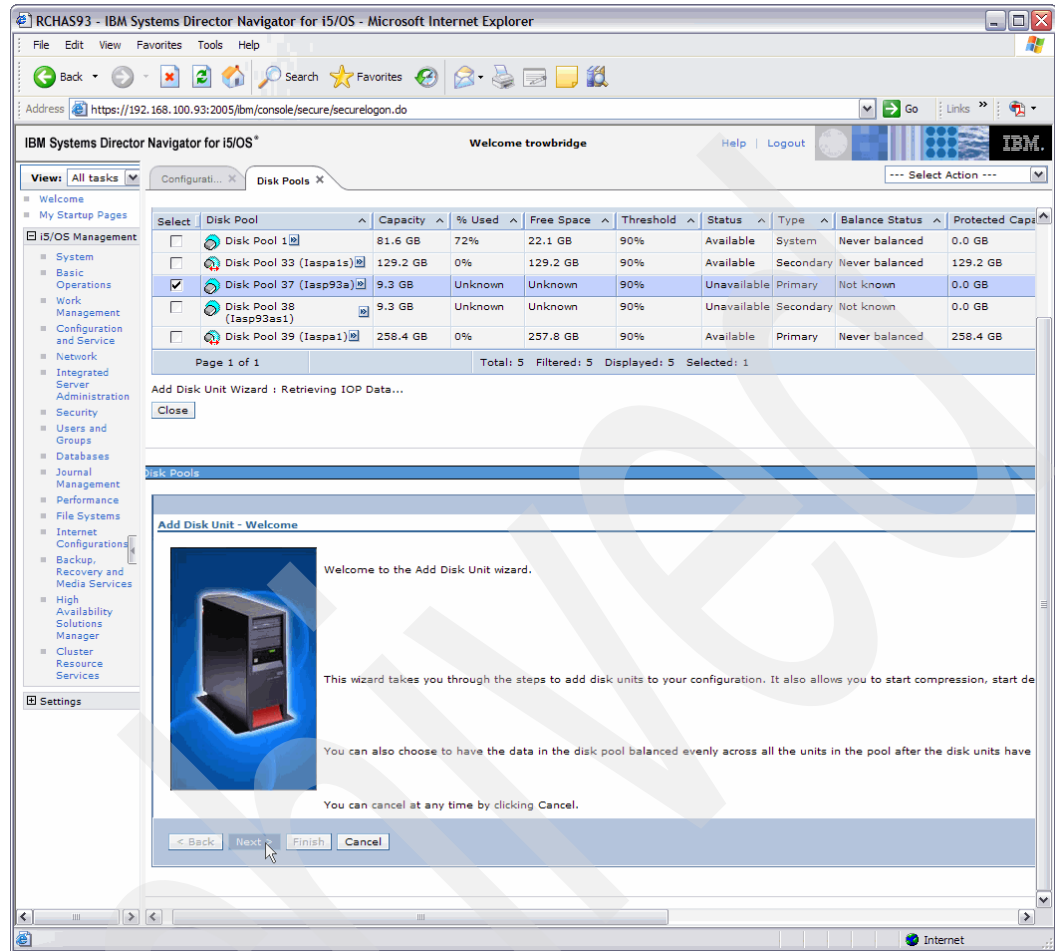 RCHAS93 - IBM Systems Director Navigator for i5/OS - Microsoft Internet Explorer
File Edit View Favorites Tools Help
Back Search Favorites
Address https://192.168.100.93:2005/ibm/console/secure/securelogon.do Go Links »
IBM Systems Director Navigator for i5/OS® Welcome trowbridge Help | Logout IBM.
View: All tasks
Configurati... X Disk Pools X --- Select Action ---
Welcome
My Startup Pages
i5/OS Management
System
Basic
Operations
Work
Management
Configuration
and Service
Network
Integrated
Server
Administration
Security
Users and
Groups
Databases
Journal
Management
Performance
File Systems
Internet
Configurations
Backup,
Recovery and
Media Services
High
Availability
Solutions
Manager
Cluster
Resource
Services
Settings
Select Disk Pool Capacity % Used Free Space Threshold Status Type Balance Status Protected Capa
Disk Pool 1 81.6 GB 72% 22.1 GB 90% Available System Never balanced 0.0 GB
Disk Pool 33 (Iaspa1s) 129.2 GB 0% 129.2 GB 90% Available Secondary Never balanced 129.2 GB
Disk Pool 37 (Iasp93a) 9.3 GB Unknown Unknown 90% Unavailable Primary Not known 0.0 GB
Disk Pool 38 9.3 GB Unknown Unknown 90% Unavailable Secondary Not known 0.0 GB
(Iasp93as1)
Disk Pool 39 (Iaspa1) 258.4 GB 0% 257.8 GB 90% Available Primary Never balanced 258.4 GB
Page 1 of 1 Total: 5 Filtered: 5 Displayed: 5 Selected: 1
Add Disk Unit Wizard : Retrieving IOP Data...
Close
Disk Pools
Add Disk Unit - Welcome
Welcome to the Add Disk Unit wizard.
This wizard takes you through the steps to add disk units to your configuration. It also allows you to start compression, start de
You can also choose to have the data in the disk pool balanced evenly across all the units in the pool after the disk units have
You can cancel at any time by clicking Cancel.
< Back Next > Finish Cancel
Internet